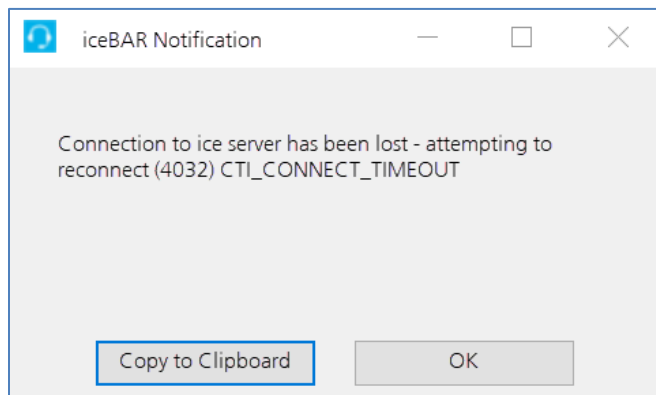 iceBAR Notification
Connection to ice server has been lost - attempting to
reconnect (4032) CTI_CONNECT_TIMEOUT
Copy to Clipboard
OK